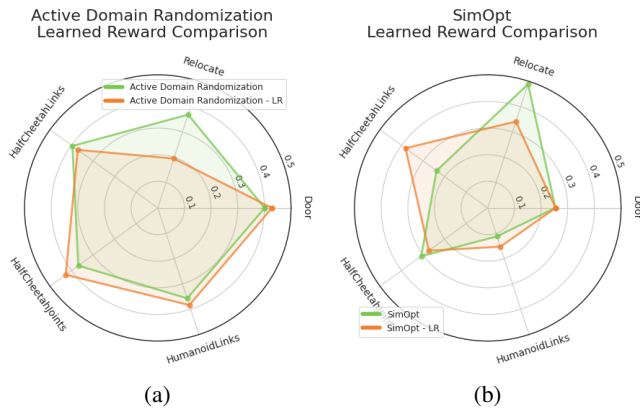 Active Domain Randomization
Learned Reward Comparison
Relocate
Active Domain Randomization
Active Domain Randomization - LR
HalfCheetahLinks
0.5
0.4
0.3
0.2
0.1
Door
HalfCheetahJoints
HumanoidLinks
(a)
SimOpt
Learned Reward Comparison
Relocate
HalfCheetahLinks
0.5
0.4
0.3
0.2
0.1
Door
HalfCheetah
SimOpt
SimOpt - LR
HumanoidLinks
(b)